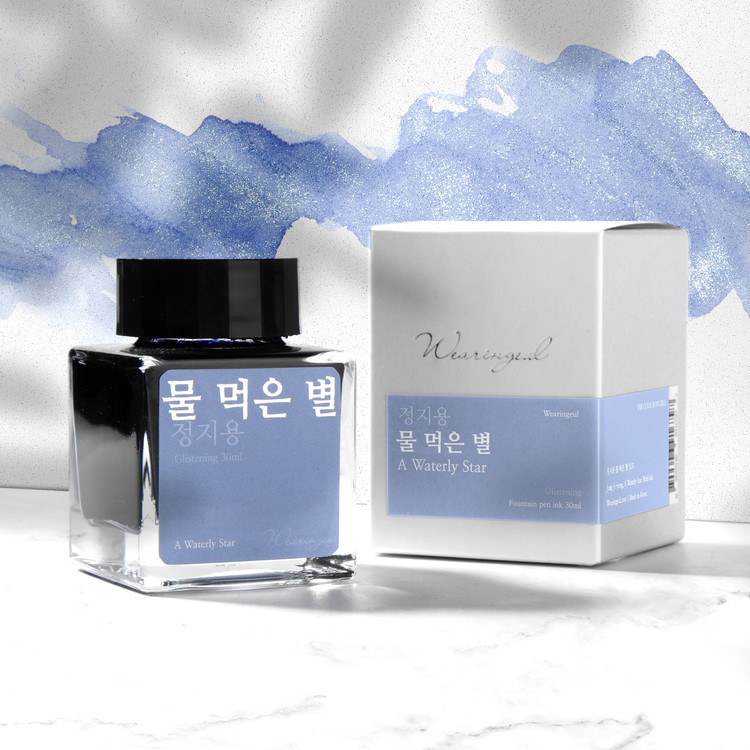 물 먹은 별
정지용
Glistening 30ml
A Waterly Star
Wearingeul
Wearingeul
정지용
Wearingeul
물 먹은 별
A Waterly Star
Glistening
Fountain pen ink 30ml